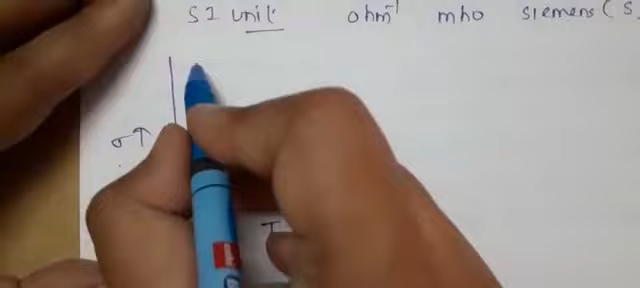 SI unit ohm⁻¹ mho siemens (S
σ↑
T